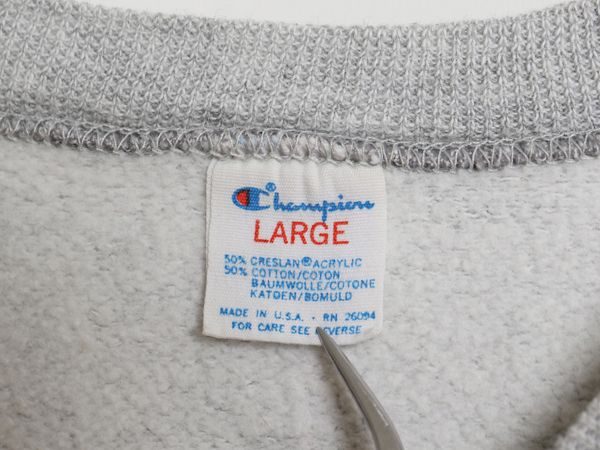 Champion®
LARGE
50% CRESLAN® ACRYLIC
50% COTTON/COTON
BAUMWOLLE/COTONE
KATOEN/BOMULD
MADE IN U.S.A. · RN 26094
FOR CARE SEE REVERSE